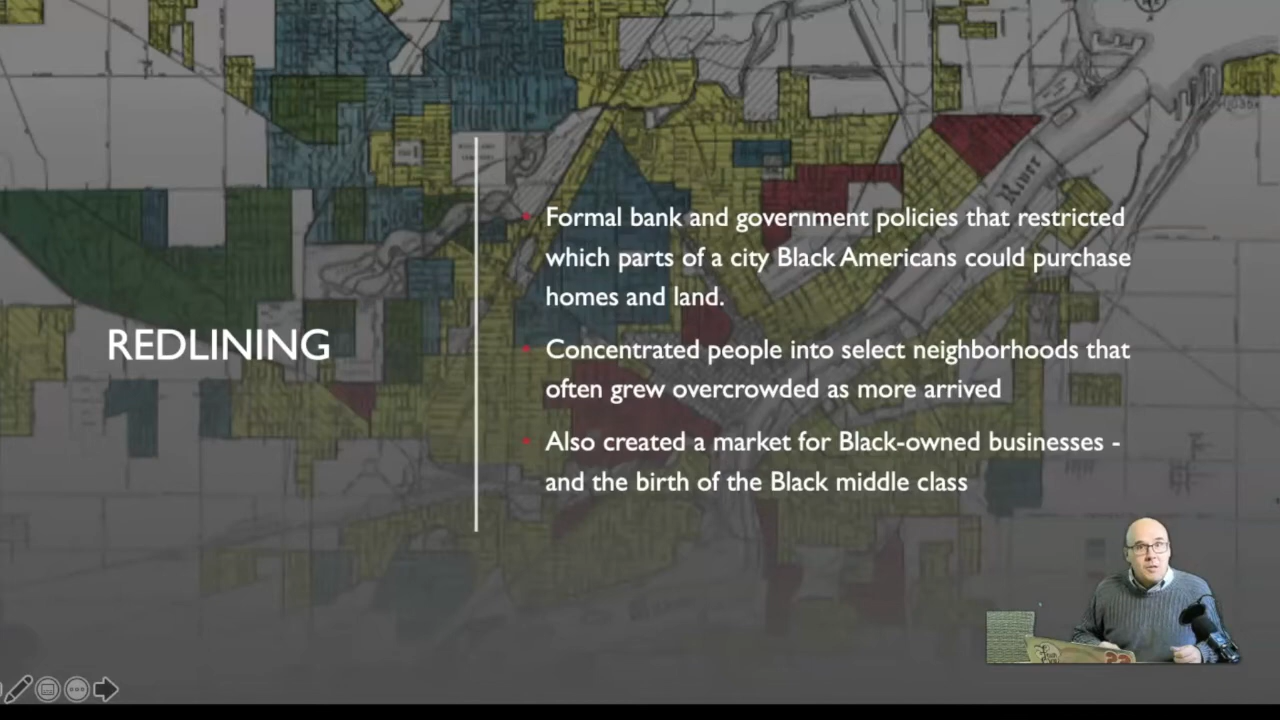 REDLINING
Formal bank and government policies that restricted
which parts of a city Black Americans could purchase
homes and land.
Concentrated people into select neighborhoods that
often grew overcrowded as more arrived
Also created a market for Black-owned businesses -
and the birth of the Black middle class
River